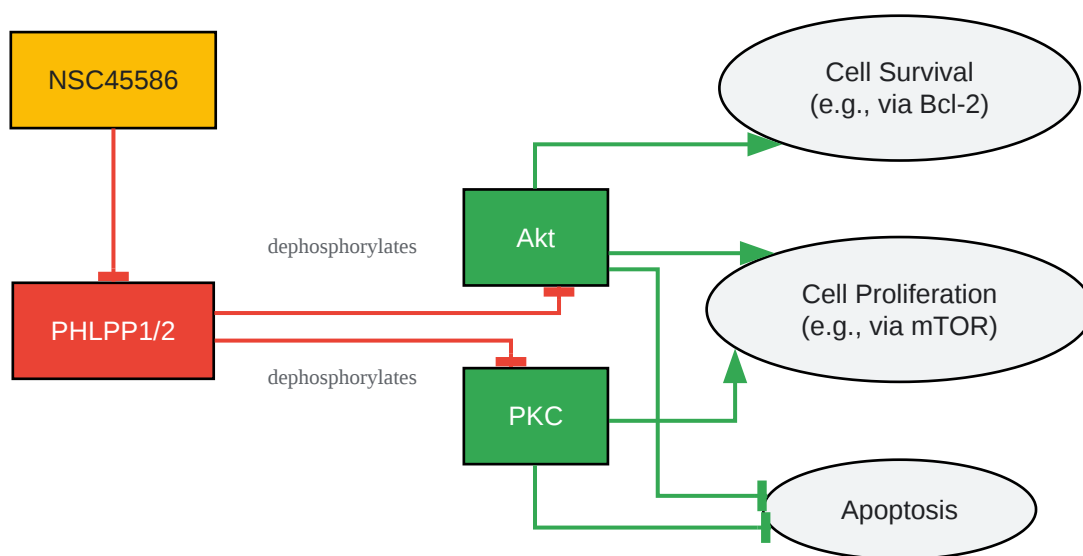 NSC45586
Cell Survival
(e.g., via Bcl-2)
dephosphorylates
Akt
Cell Proliferation
(e.g., via mTOR)
PHLPP1/2
dephosphorylates
PKC
Apoptosis